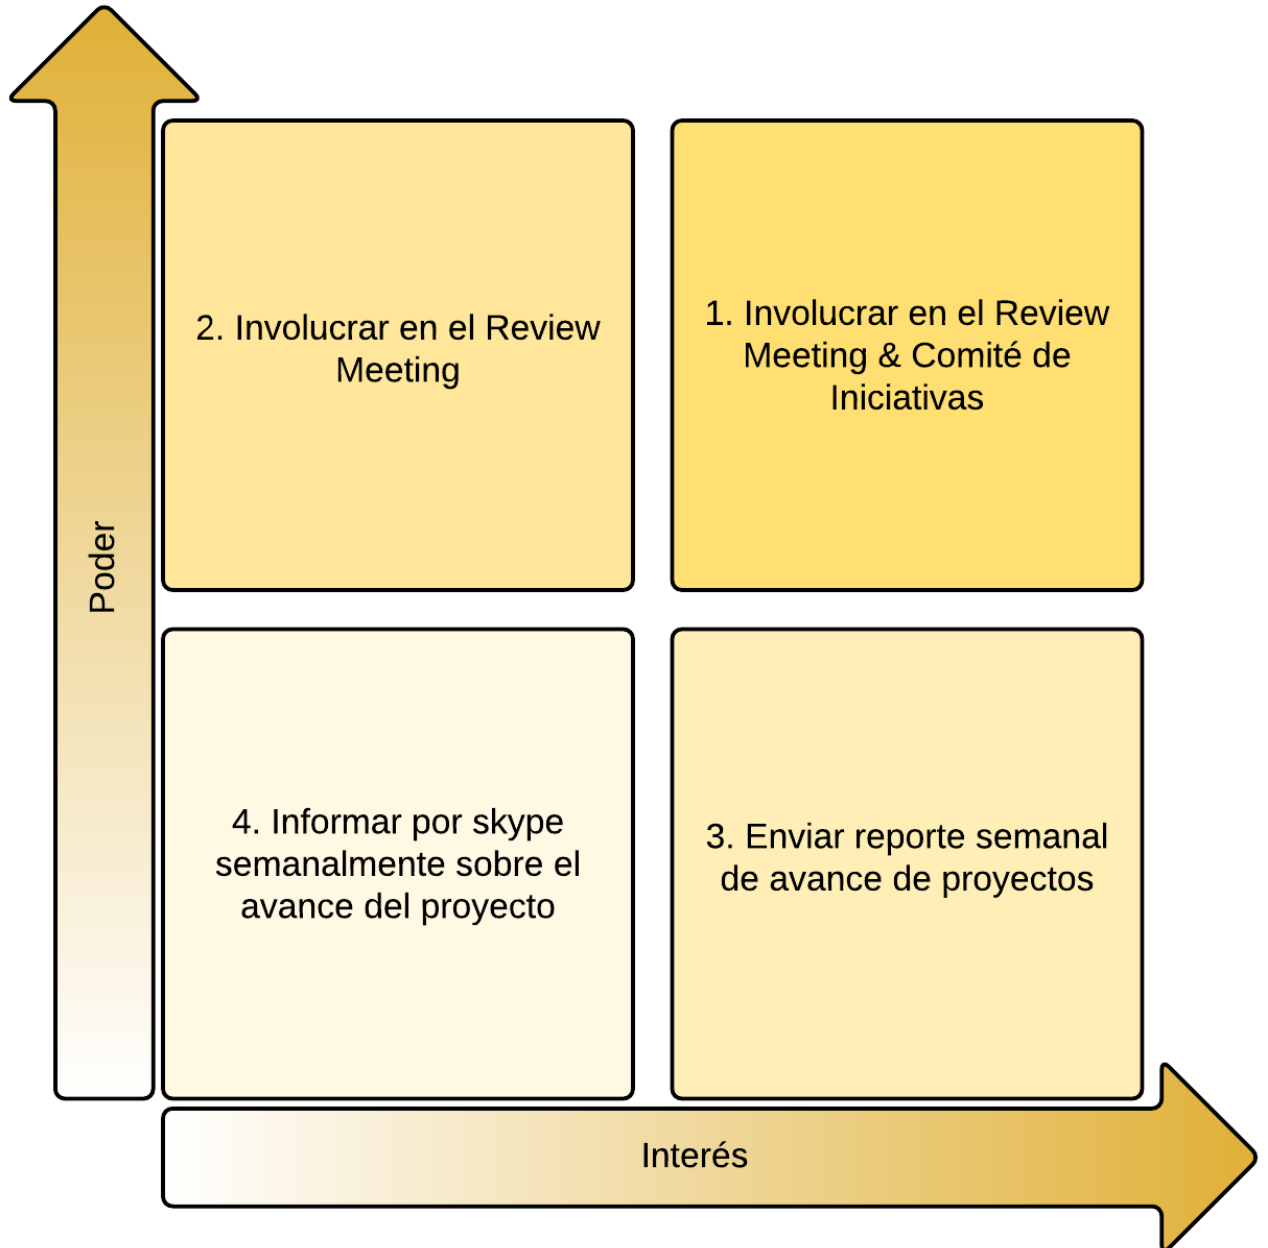 2. Involucrar en el Review
Meeting
1. Involucrar en el Review
Meeting & Comité de
Iniciativas
Poder
4. Informar por skype
semanalmente sobre el
avance del proyecto
3. Enviar reporte semanal
de avance de proyectos
Interés